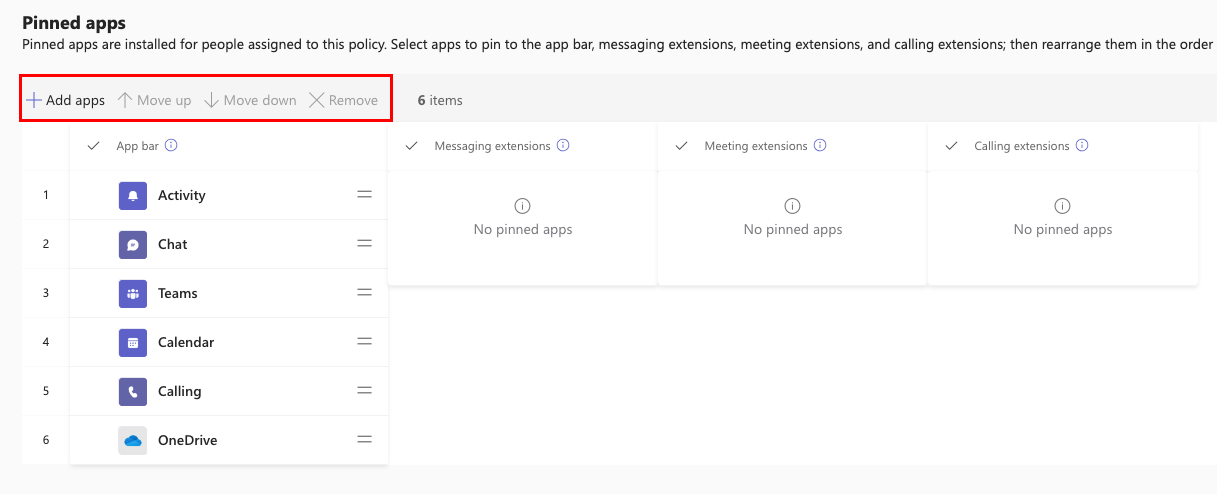 Pinned apps
Pinned apps are installed for people assigned to this policy. Select apps to pin to the app bar, messaging extensions, meeting extensions, and calling extensions; then rearrange them in the order
Add apps Move up Move down Remove 6 items
App bar Messaging extensions Meeting extensions Calling extensions
1 Activity
No pinned apps No pinned apps No pinned apps
2 Chat
3 Teams
4 Calendar
5 Calling
6 OneDrive